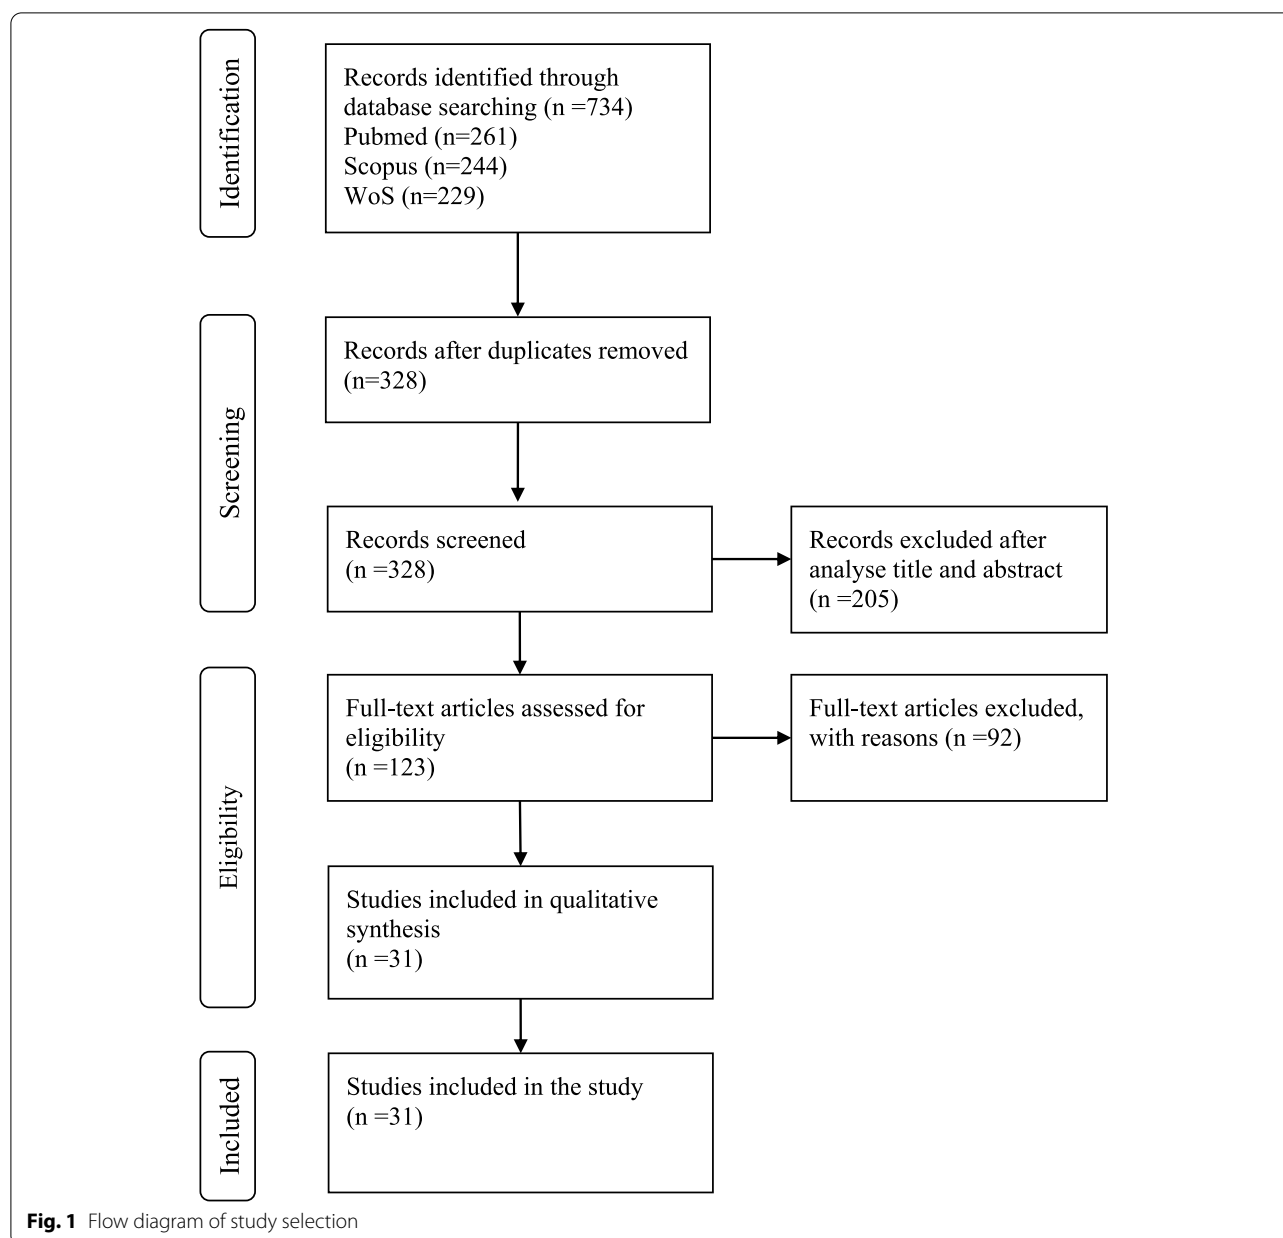 Identification
Records identified through
database searching (n =734)
Pubmed (n=261)
Scopus (n=244)
WoS (n=229)
Screening
Records after duplicates removed
(n=328)
Records screened
(n =328)
Records excluded after
analyse title and abstract
(n =205)
Eligibility
Full-text articles assessed for
eligibility
(n =123)
Full-text articles excluded,
with reasons (n =92)
Studies included in qualitative
synthesis
(n =31)
Included
Studies included in the study
(n =31)
Fig. 1 Flow diagram of study selection